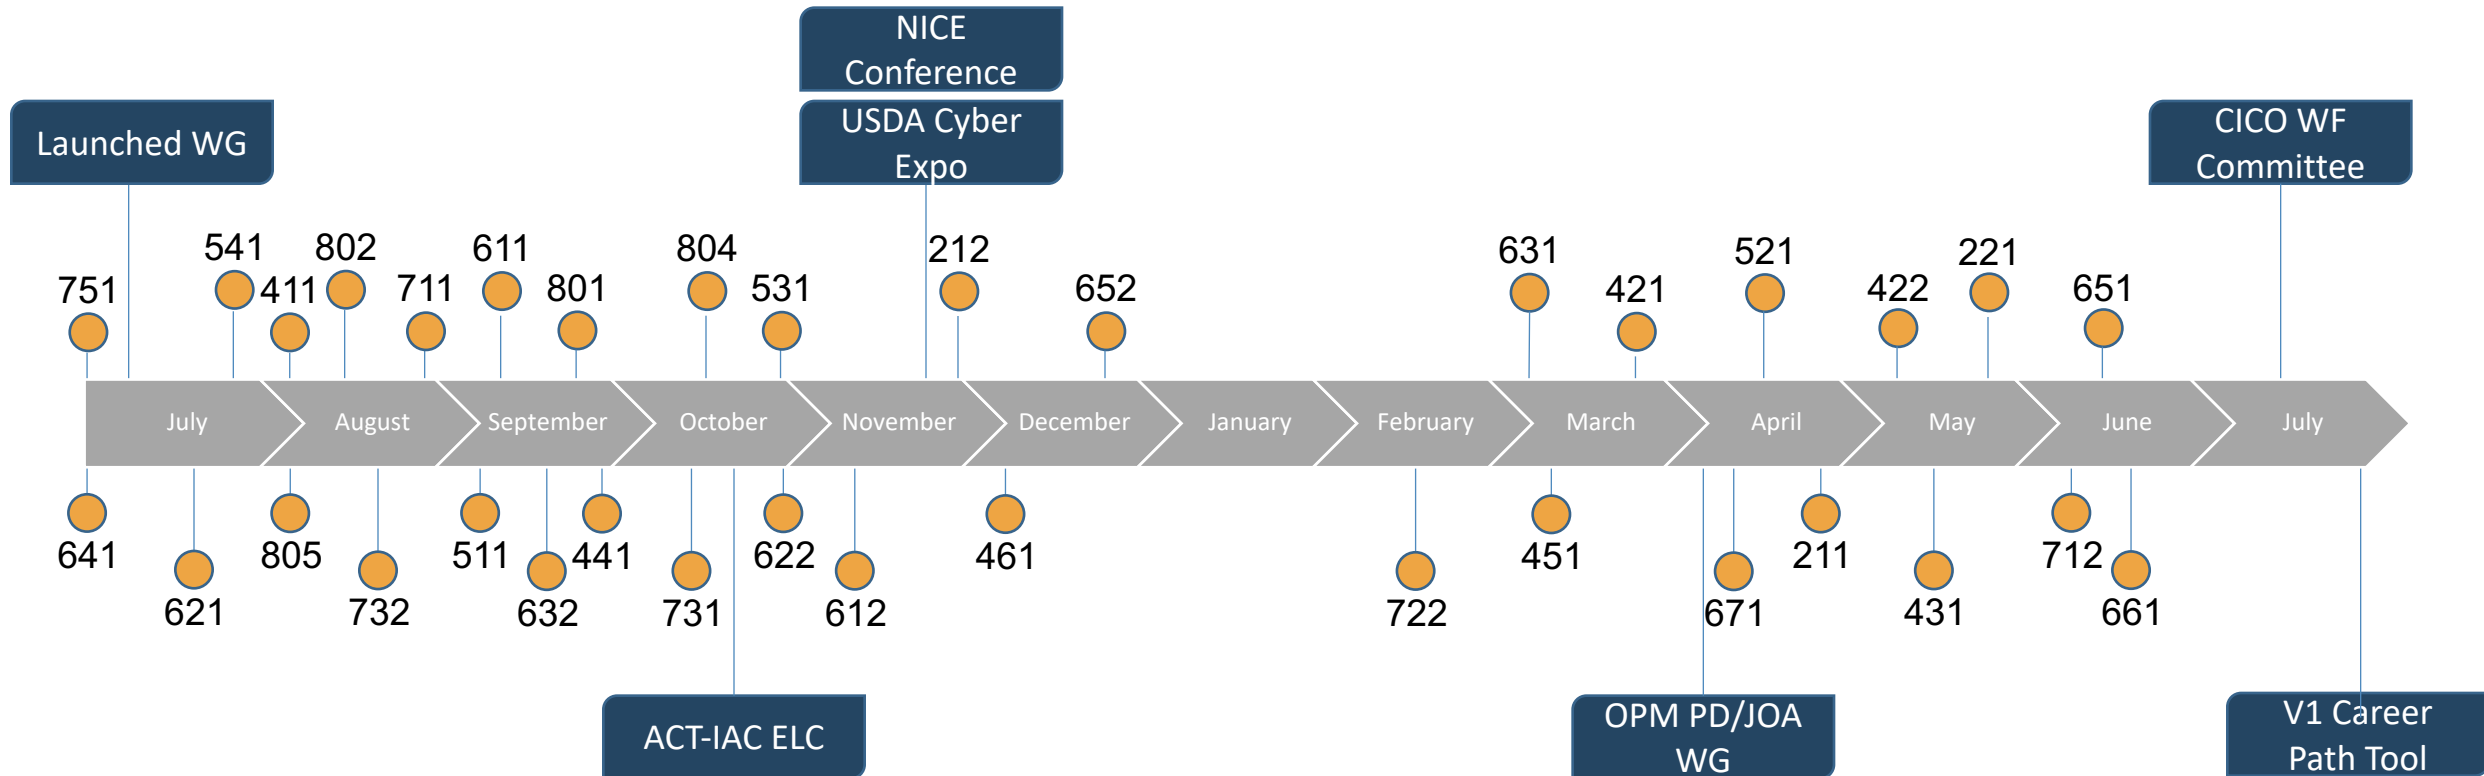 NICE
Conference
Launched WG
USDA Cyber
Expo
CICO WF
Committee
541
802
611
804
212
631
521
221
751
411
711
801
531
652
421
422
651
July
August
September
October
November
December
January
February
March
April
May
June
July
641
805
511
441
622
461
451
211
712
621
732
632
731
612
722
671
431
661
ACT-IAC ELC
OPM PD/JOA
WG
V1 Career
Path Tool